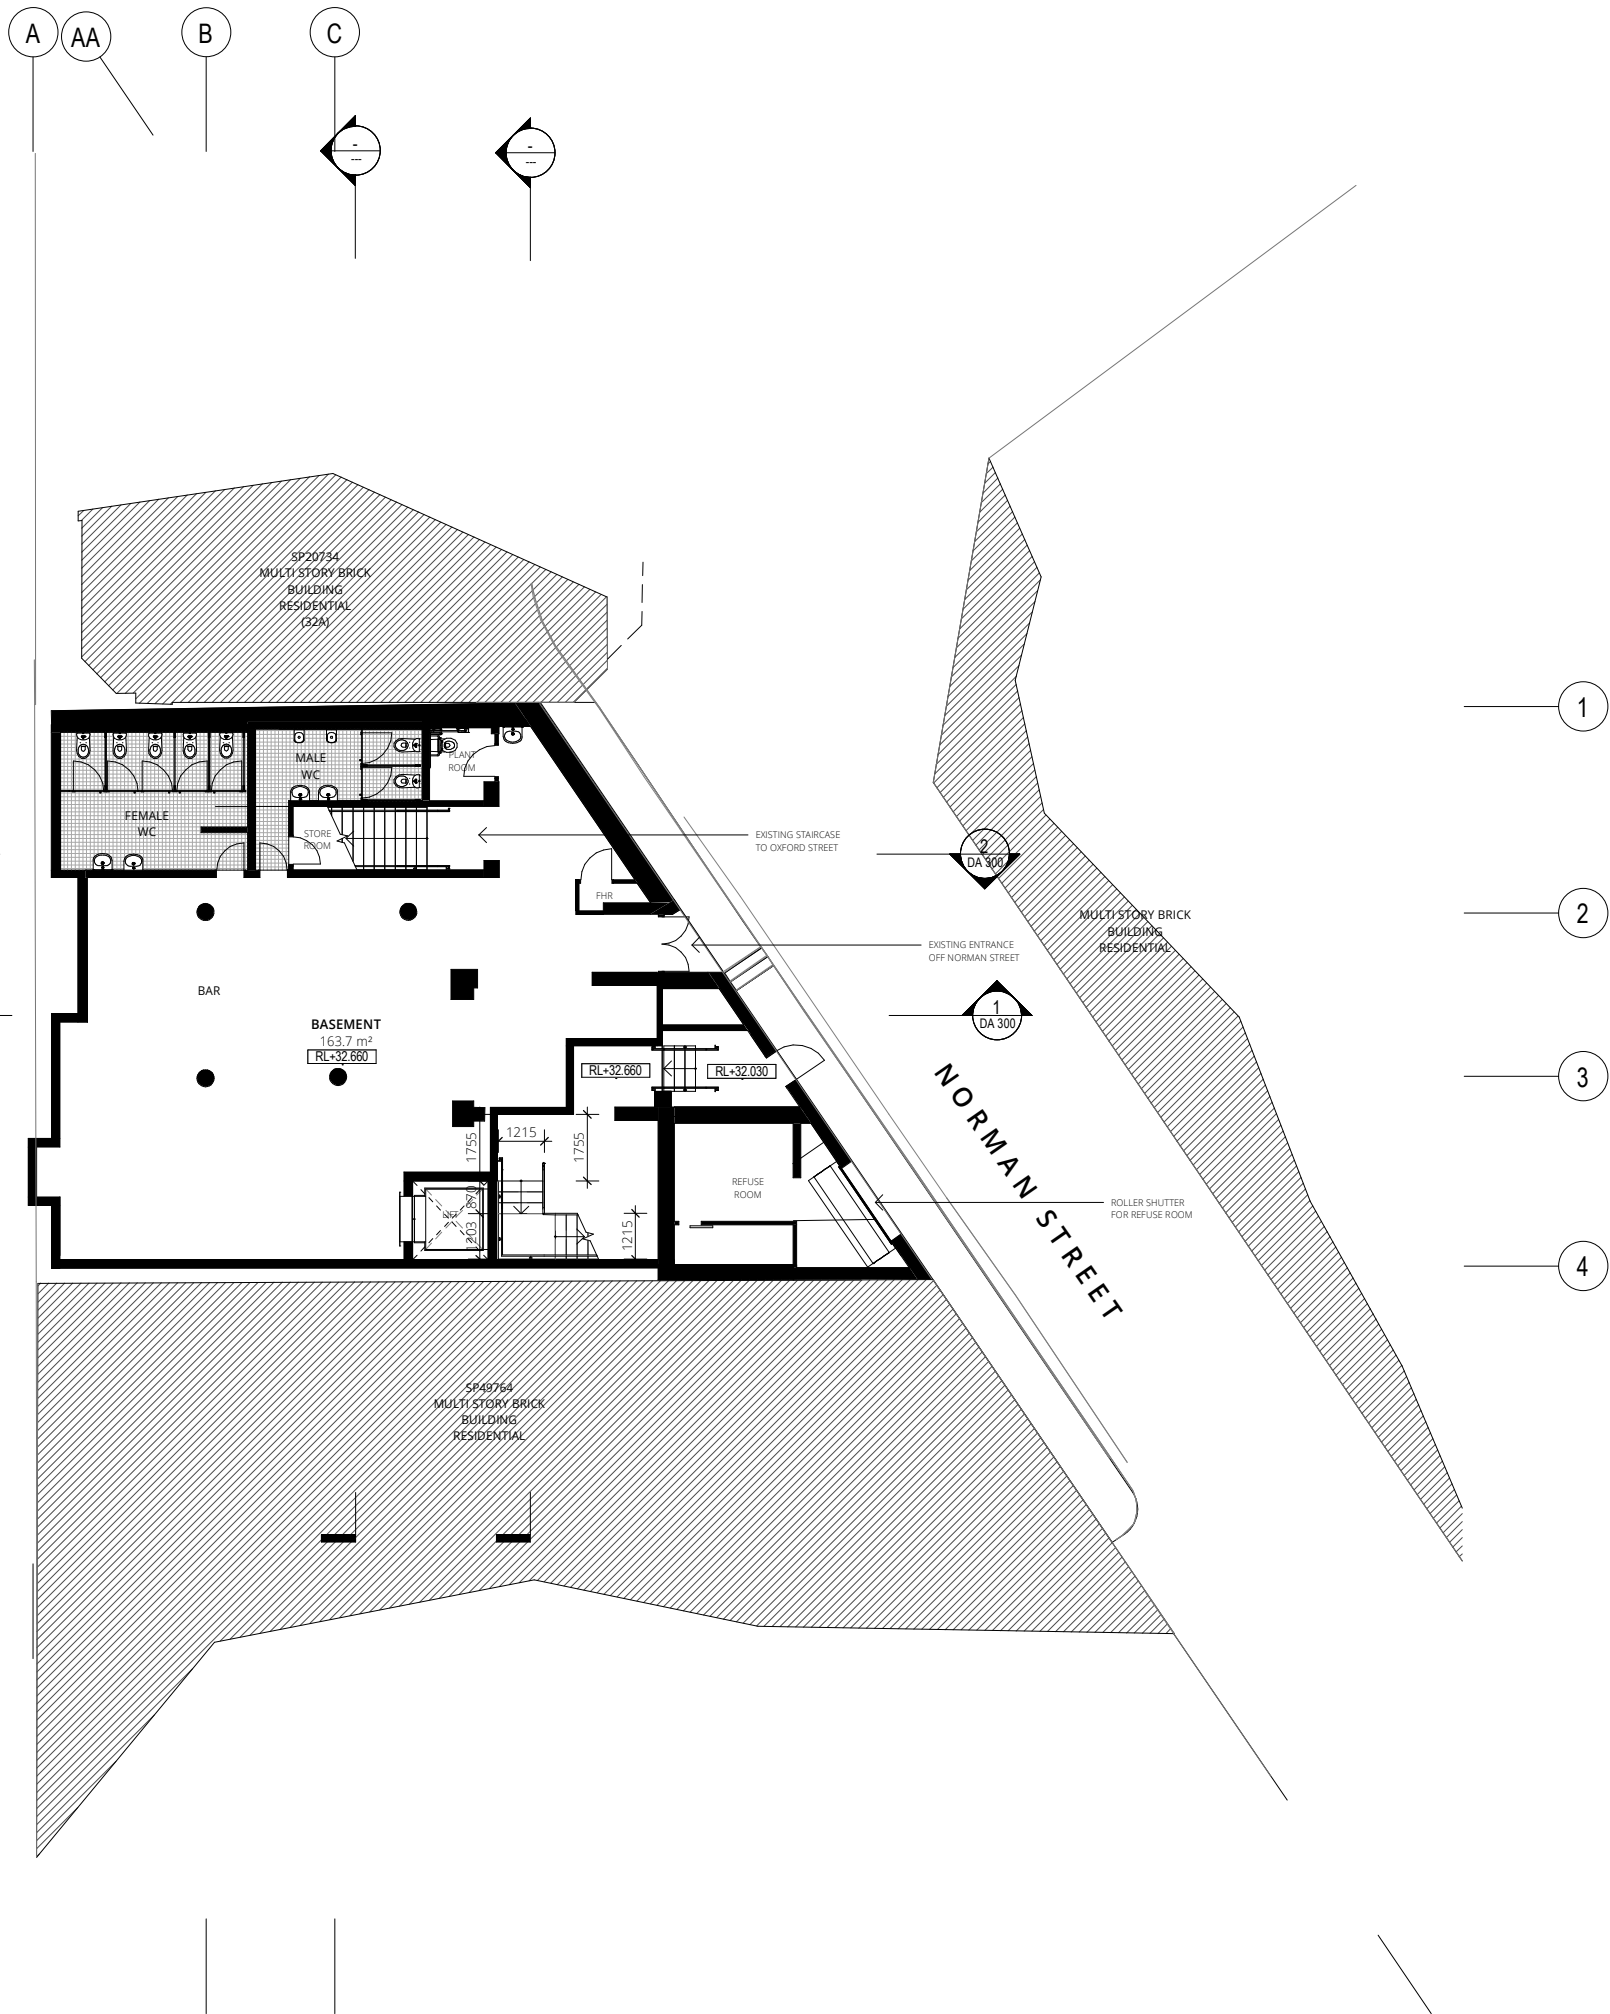 A
AA
B
C
-
---
-
---
SP20734
MULTI STORY BRICK
BUILDING
RESIDENTIAL
(32A)
1
MALE
WC
PLANT
ROOM
FEMALE
WC
STORE
ROOM
EXISTING STAIRCASE
TO OXFORD STREET
2
DA 300
FHR
MULTI STORY BRICK
BUILDING
RESIDENTIAL
2
EXISTING ENTRANCE
OFF NORMAN STREET
BAR
BASEMENT
163.7 m²
RL+32.660
1
DA 300
RL+32.660
RL+32.030
3
NORMAN STREET
1755
1215
1755
REFUSE
ROOM
ROLLER SHUTTER
FOR REFUSE ROOM
LIFT
870
1203
1215
4
SP49764
MULTI STORY BRICK
BUILDING
RESIDENTIAL